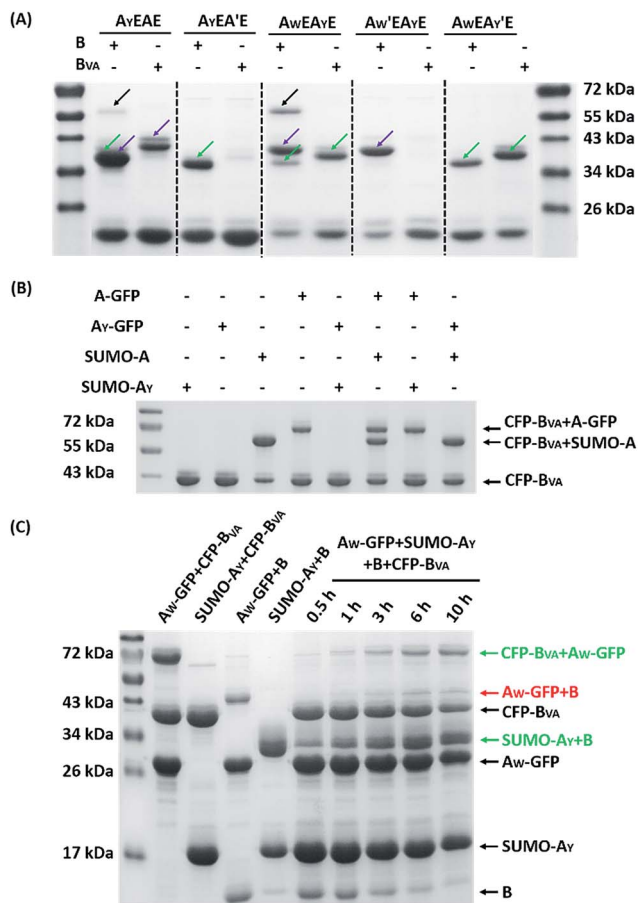 (A)
AYEAE AYEA'E AWEAYE AW'EAYE AWEAY'E
B + - + - + - + - + -
BVA - + - + - + - + - +
72 kDa
55 kDa
43 kDa
34 kDa
26 kDa
(B)
A-GFP - - - + - + + -
AY-GFP - + - - + - - +
SUMO-A - - + - - + - +
SUMO-AY + - - - + - + -
72 kDa
55 kDa
43 kDa
CFP-BVA+A-GFP
CFP-BVA+SUMO-A
CFP-BVA
(C)
AW-GFP+CFP-BVA
SUMO-AY+CFP-BVA
AW-GFP+B
SUMO-AY+B
AW-GFP+SUMO-AY
+B+CFP-BVA
0.5 h 1 h 3 h 6 h 10 h
72 kDa
43 kDa
34 kDa
26 kDa
17 kDa
CFP-BVA+AW-GFP
AW-GFP+B
CFP-BVA
SUMO-AY+B
AW-GFP
SUMO-AY
B